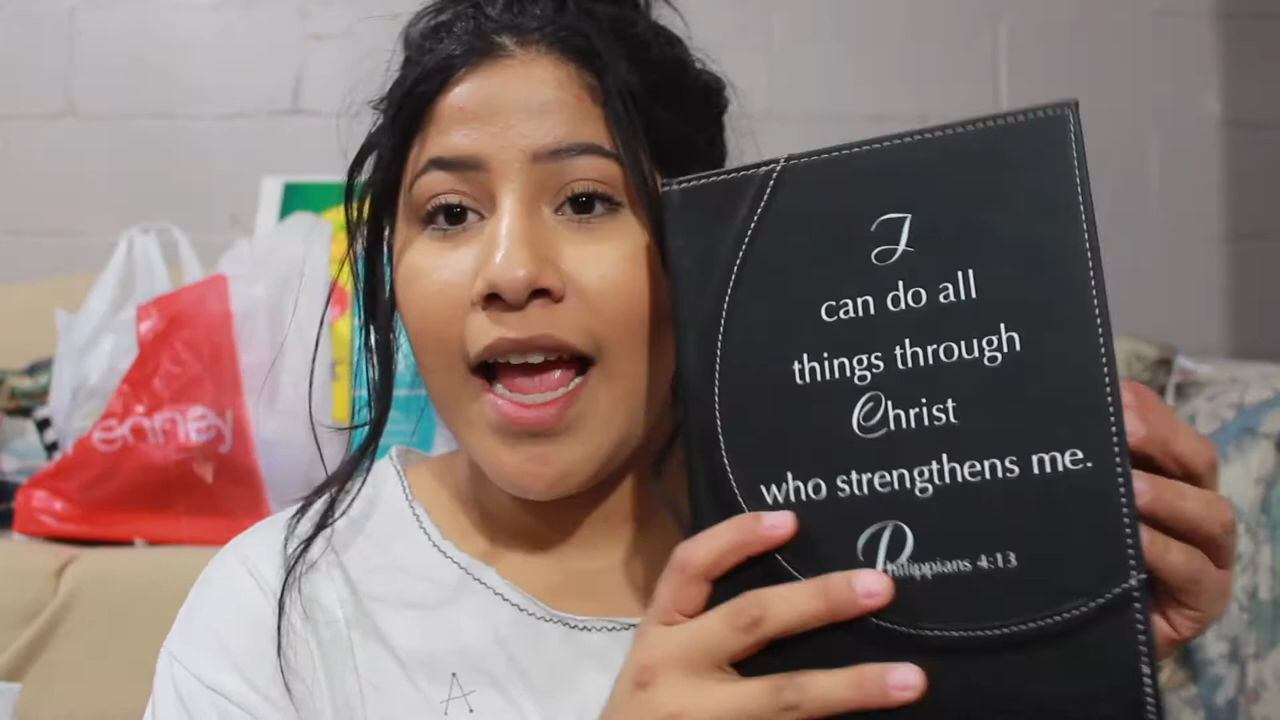 I
can do all
things through
Christ
who strengthens me.
Philippians 4:13
enney
A